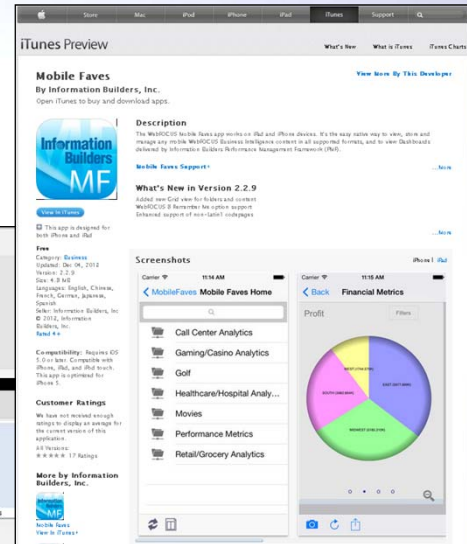 Store Mac iPod iPhone iPad iTunes Support
iTunes Preview
What's New What is iTunes iTunes Charts
Mobile Faves
By Information Builders, Inc.
Open iTunes to buy and download apps.
View More By This Developer
Information
Builders
MF
View In iTunes
This app is designed for
both iPhone and iPad
Free
Category: Business
Updated: Dec 04, 2012
Version: 2.2.9
Size: 4.8 MB
Languages: English, Chinese,
French, German, Japanese,
Spanish
Seller: Information Builders, Inc
© 2012, Information
Builders, Inc.
Rated 4+
Compatibility: Requires iOS
5.0 or later. Compatible with
iPhone, iPad, and iPod touch.
This app is optimized for
iPhone 5.
Customer Ratings
We have not received enough
ratings to display an average for
the current version of this
application.
All Versions:
★★★★★ 17 Ratings
More by Information
Builders, Inc.
MF
Mobile Faves
View In iTunes
Description
The WebFOCUS Mobile Faves app works on iPad and iPhone devices. It's the easy native way to view, store and
manage any mobile WebFOCUS Business Intelligence content in all supported formats, and to view Dashboards
delivered by Information Builders Performance Management Framework (PMF).
Mobile Faves Support
...More
What's New in Version 2.2.9
Added new Grid view for folders and content
WebFOCUS 8 Remember Me option support
Enhanced support of non-Latin1 codepages
...More
Screenshots
iPhone | iPad
Carrier 11:14 AM
MobileFaves Mobile Faves Home
Call Center Analytics
Gaming/Casino Analytics
Golf
Healthcare/Hospital Analy...
Movies
Performance Metrics
Retail/Grocery Analytics
Carrier 11:15 AM
Back Financial Metrics
Profit Filters